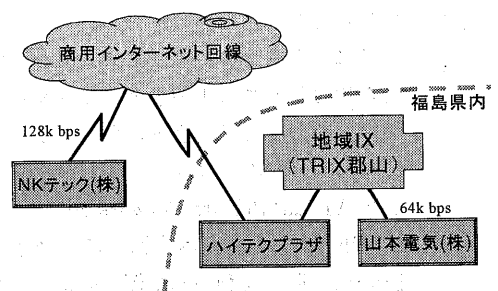 商用インターネット回線
福島県内
128k bps
地域IX
(TRIX郡山)
NKテック(株)
64k bps
ハイテクプラザ
山本電気(株)